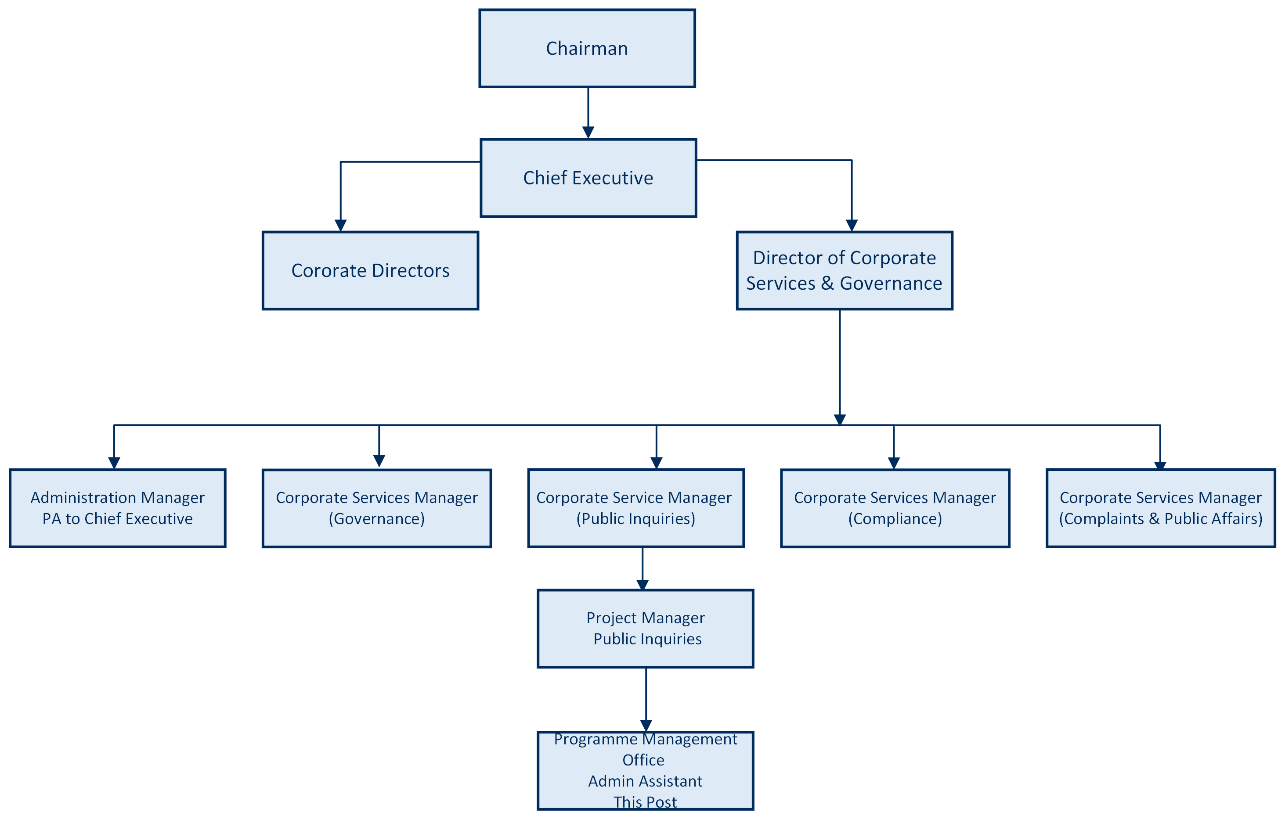 Chairman
Chief Executive
Cororate Directors
Director of Corporate
Services & Governance
Administration Manager
PA to Chief Executive
Corporate Services Manager
(Governance)
Corporate Service Manager
(Public Inquiries)
Corporate Services Manager
(Compliance)
Corporate Services Manager
(Complaints & Public Affairs)
Project Manager
Public Inquiries
Programme Management
Office
Admin Assistant
This Post